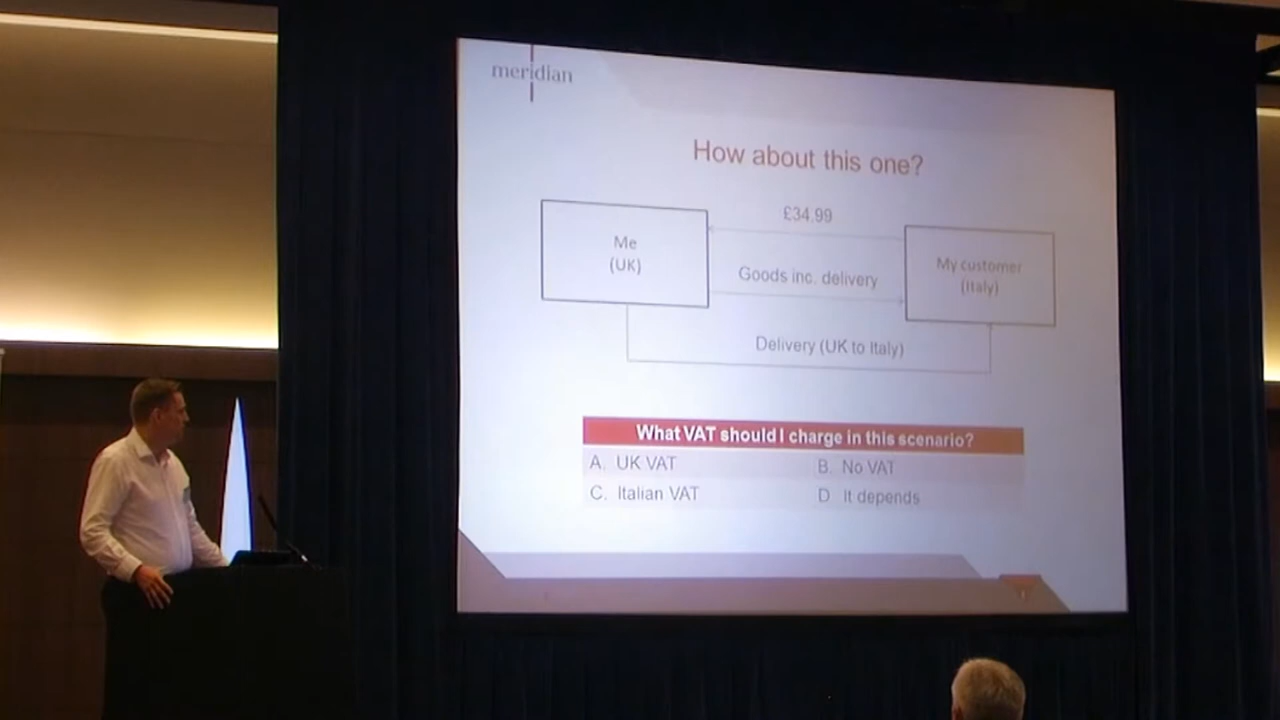 meridian
How about this one?
£34.99
Me
(UK)
My customer
(Italy)
Goods inc. delivery
Delivery (UK to Italy)
What VAT should I charge in this scenario?
A. UK VAT
B. No VAT
C. Italian VAT
D It depends